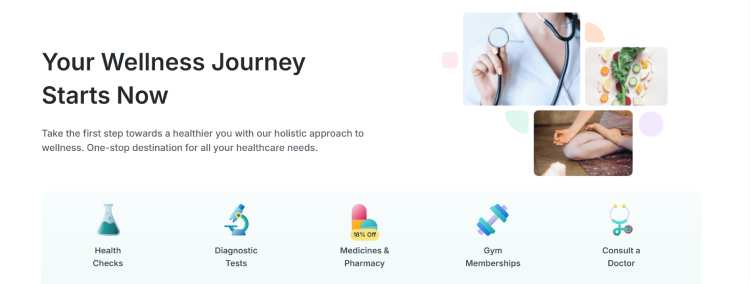 Your Wellness Journey
Starts Now
Take the first step towards a healthier you with our holistic approach to
wellness. One-stop destination for all your healthcare needs.
18% Off
Health
Checks
Diagnostic
Tests
Medicines &
Pharmacy
Gym
Memberships
Consult a
Doctor